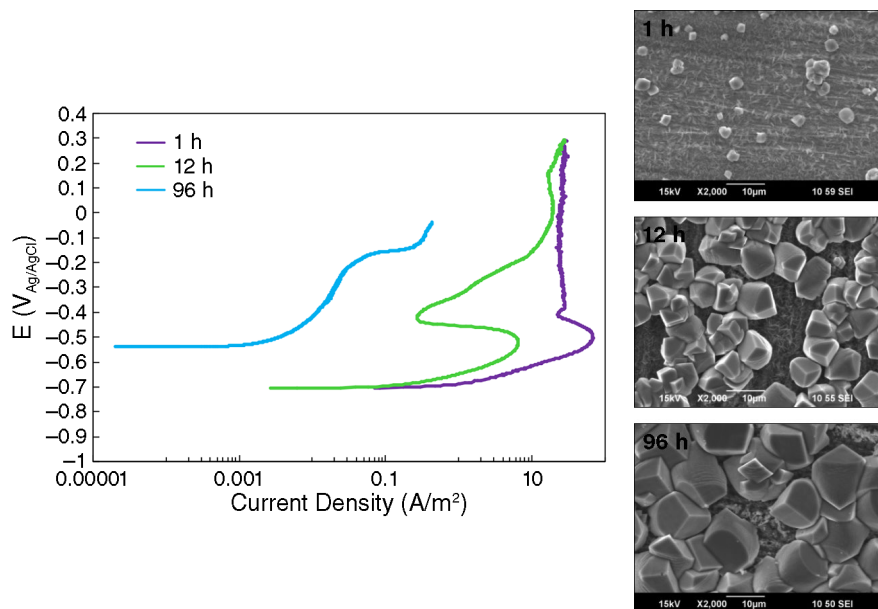 1 h
12 h
96 h
0.4
0.3
0.2
0.1
0
−0.1
−0.2
−0.3
−0.4
−0.5
−0.6
−0.7
−0.8
−0.9
−1
E (V Ag/AgCl)
0.00001 0.001 0.1 10
Current Density (A/m²)
1 h
15kV X2,000 10µm 10 59 SEI
12 h
15kV X2,000 10µm 10 55 SEI
96 h
15kV X2,000 10µm 10 50 SEI